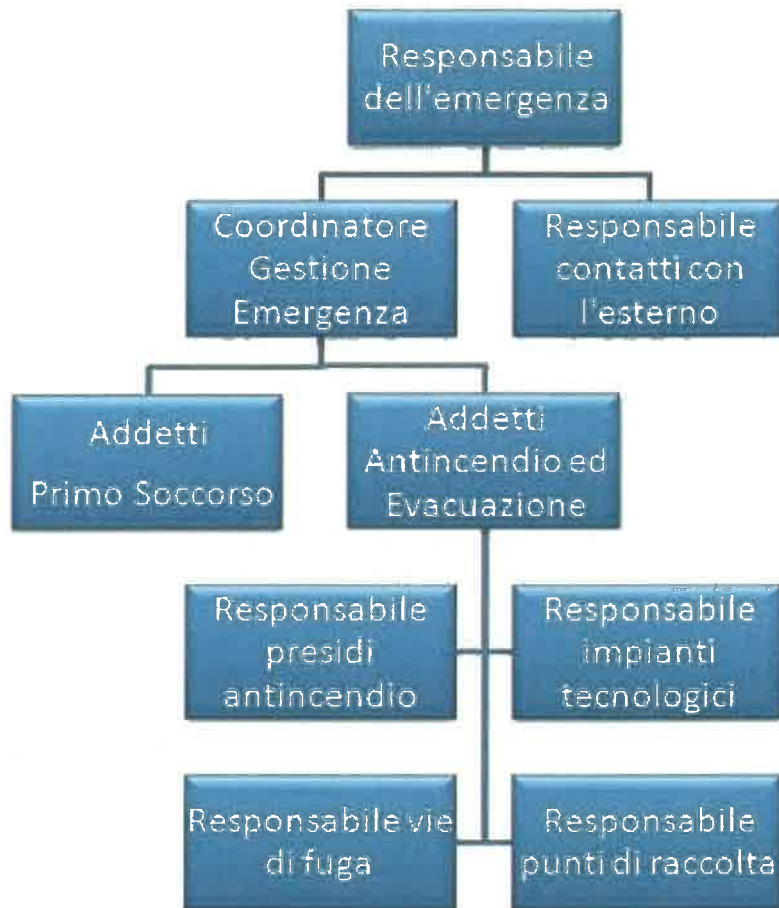 Responsabile
dell'emergenza
Coordinatore
Gestione
Emergenza
Responsabile
contatti con
l'esterno
Addetti
Primo Soccorso
Addetti
Antincendio ed
Evacuazione
Responsabile
presidi
antincendio
Responsabile
impianti
tecnologici
Responsabile vie
di fuga
Responsabile
punti di raccolta